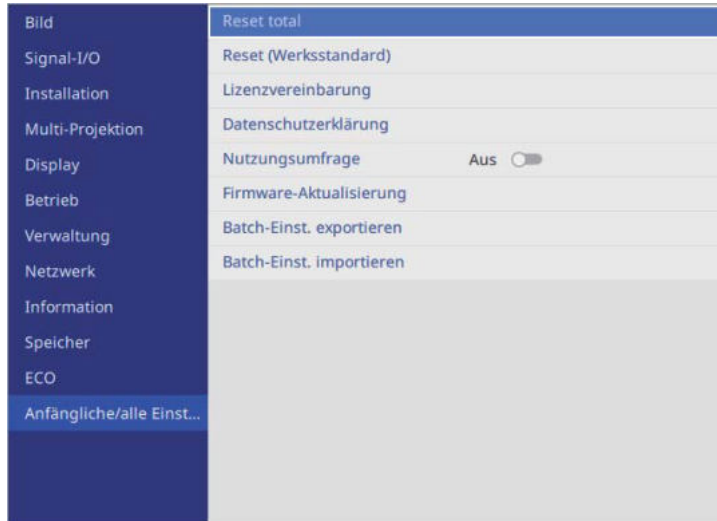 Bild
Signal-I/O
Installation
Multi-Projektion
Display
Betrieb
Verwaltung
Netzwerk
Information
Speicher
ECO
Anfängliche/alle Einst...
Reset total
Reset (Werksstandard)
Lizenzvereinbarung
Datenschutzerklärung
Nutzungsumfrage Aus
Firmware-Aktualisierung
Batch-Einst. exportieren
Batch-Einst. importieren